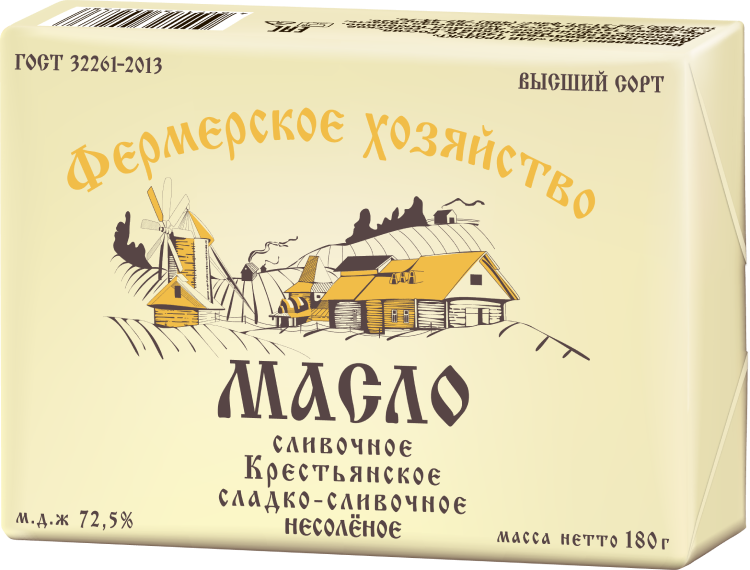 ГОСТ 32261-2013
ВЫСШИЙ СОРТ
ФЕРМЕРСКОЕ ХОЗЯЙСТВО
МАСЛО
СЛИВОЧНОЕ
КРЕСТЬЯНСКОЕ
СЛАДКО-СЛИВОЧНОЕ
НЕСОЛЁНОЕ
М.Д.Ж 72,5%
МАССА НЕТТО 180г